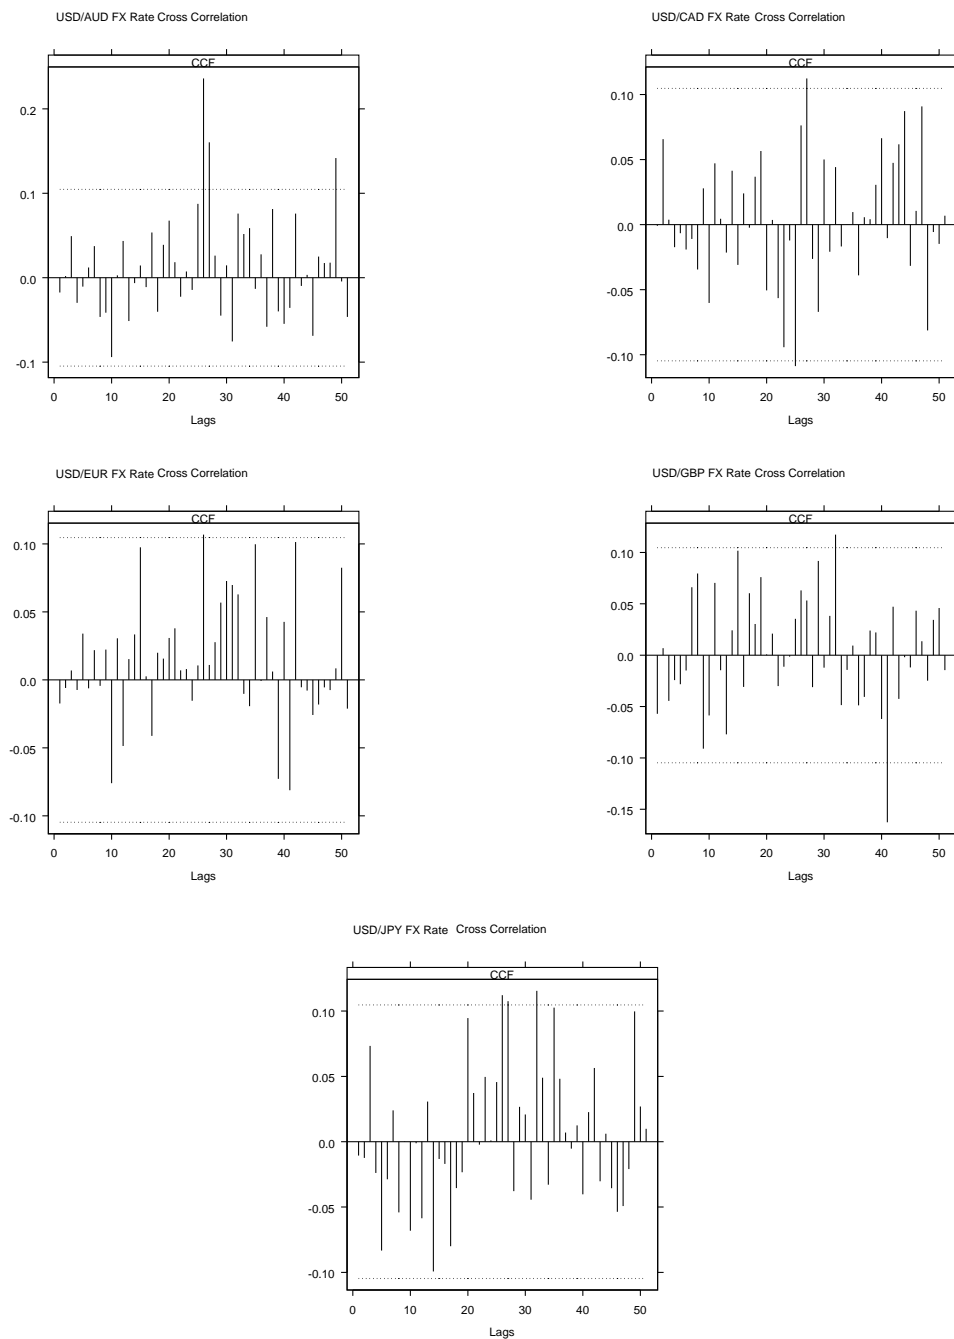 USD/AUD FX Rate Cross Correlation
CCF
0.2
0.1
0.0
-0.1
0 10 20 30 40 50
Lags
USD/CAD FX Rate Cross Correlation
CCF
0.10
0.05
0.0
-0.05
-0.10
0 10 20 30 40 50
Lags
USD/EUR FX Rate Cross Correlation
CCF
0.10
0.05
0.0
-0.05
-0.10
0 10 20 30 40 50
Lags
USD/GBP FX Rate Cross Correlation
CCF
0.10
0.05
0.0
-0.05
-0.10
-0.15
0 10 20 30 40 50
Lags
USD/JPY FX Rate Cross Correlation
CCF
0.10
0.05
0.0
-0.05
-0.10
0 10 20 30 40 50
Lags